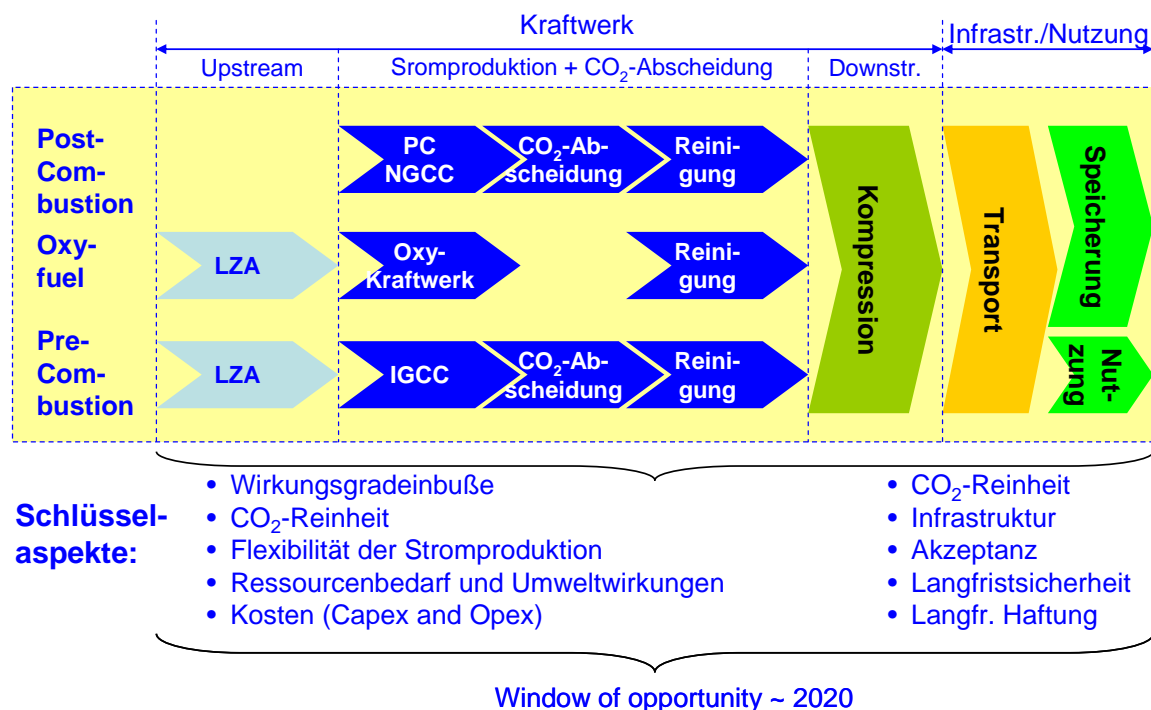 Kraftwerk
Infrastr./Nutzung
Upstream
Sromproduktion + CO₂-Abscheidung
Downstr.
Post-
Com-
bustion
PC
NGCC
CO₂-Ab-
scheidung
Reini-
gung
Oxy-
fuel
LZA
Oxy-
Kraftwerk
Reini-
gung
Pre-
Com-
bustion
LZA
IGCC
CO₂-Ab-
scheidung
Reini-
gung
Kompression
Transport
Speicherung
Nut-
zung
Schlüssel-
aspekte:
• Wirkungsgradeinbuße
• CO₂-Reinheit
• Flexibilität der Stromproduktion
• Ressourcenbedarf und Umweltwirkungen
• Kosten (Capex and Opex)
• CO₂-Reinheit
• Infrastruktur
• Akzeptanz
• Langfristsicherheit
• Langfr. Haftung
Window of opportunity ~ 2020